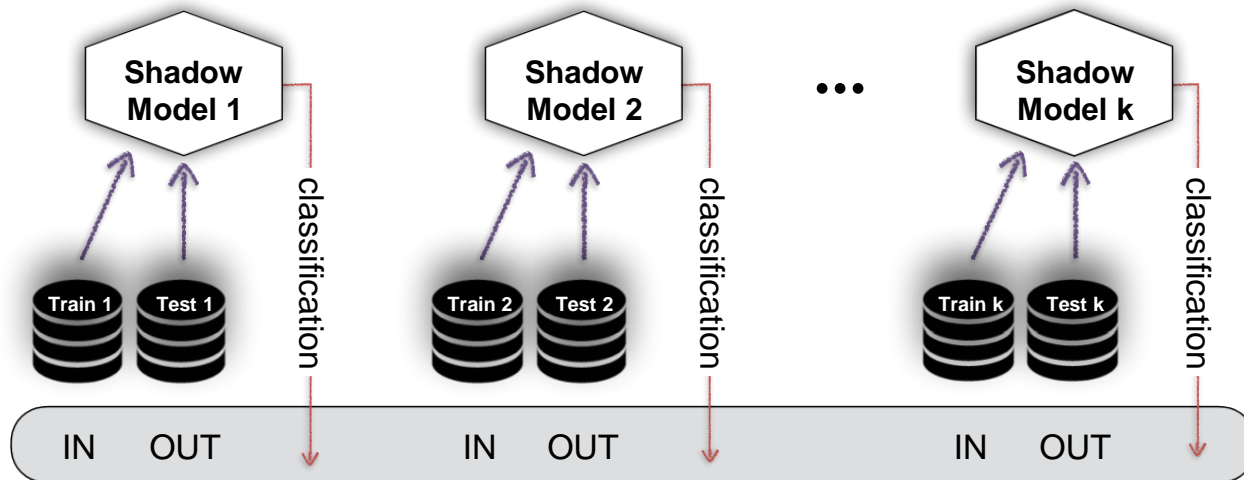 Shadow
Model 1
Shadow
Model 2
...
Shadow
Model k
classification
classification
classification
Train 1
Test 1
Train 2
Test 2
Train k
Test k
IN OUT
IN OUT
IN OUT